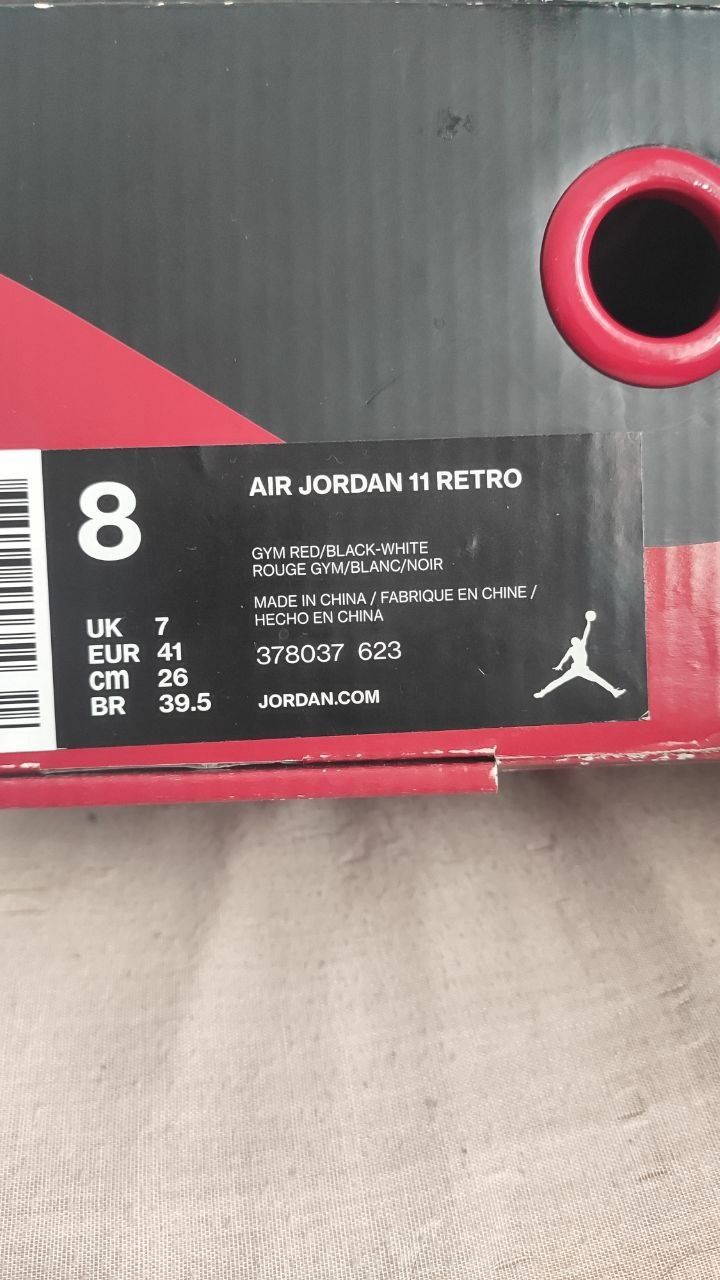 8
AIR JORDAN 11 RETRO
GYM RED/BLACK-WHITE
ROUGE GYM/BLANC/NOIR
MADE IN CHINA / FABRIQUE EN CHINE /
HECHO EN CHINA
378037 623
JORDAN.COM
UK 7
EUR 41
cm 26
BR 39.5